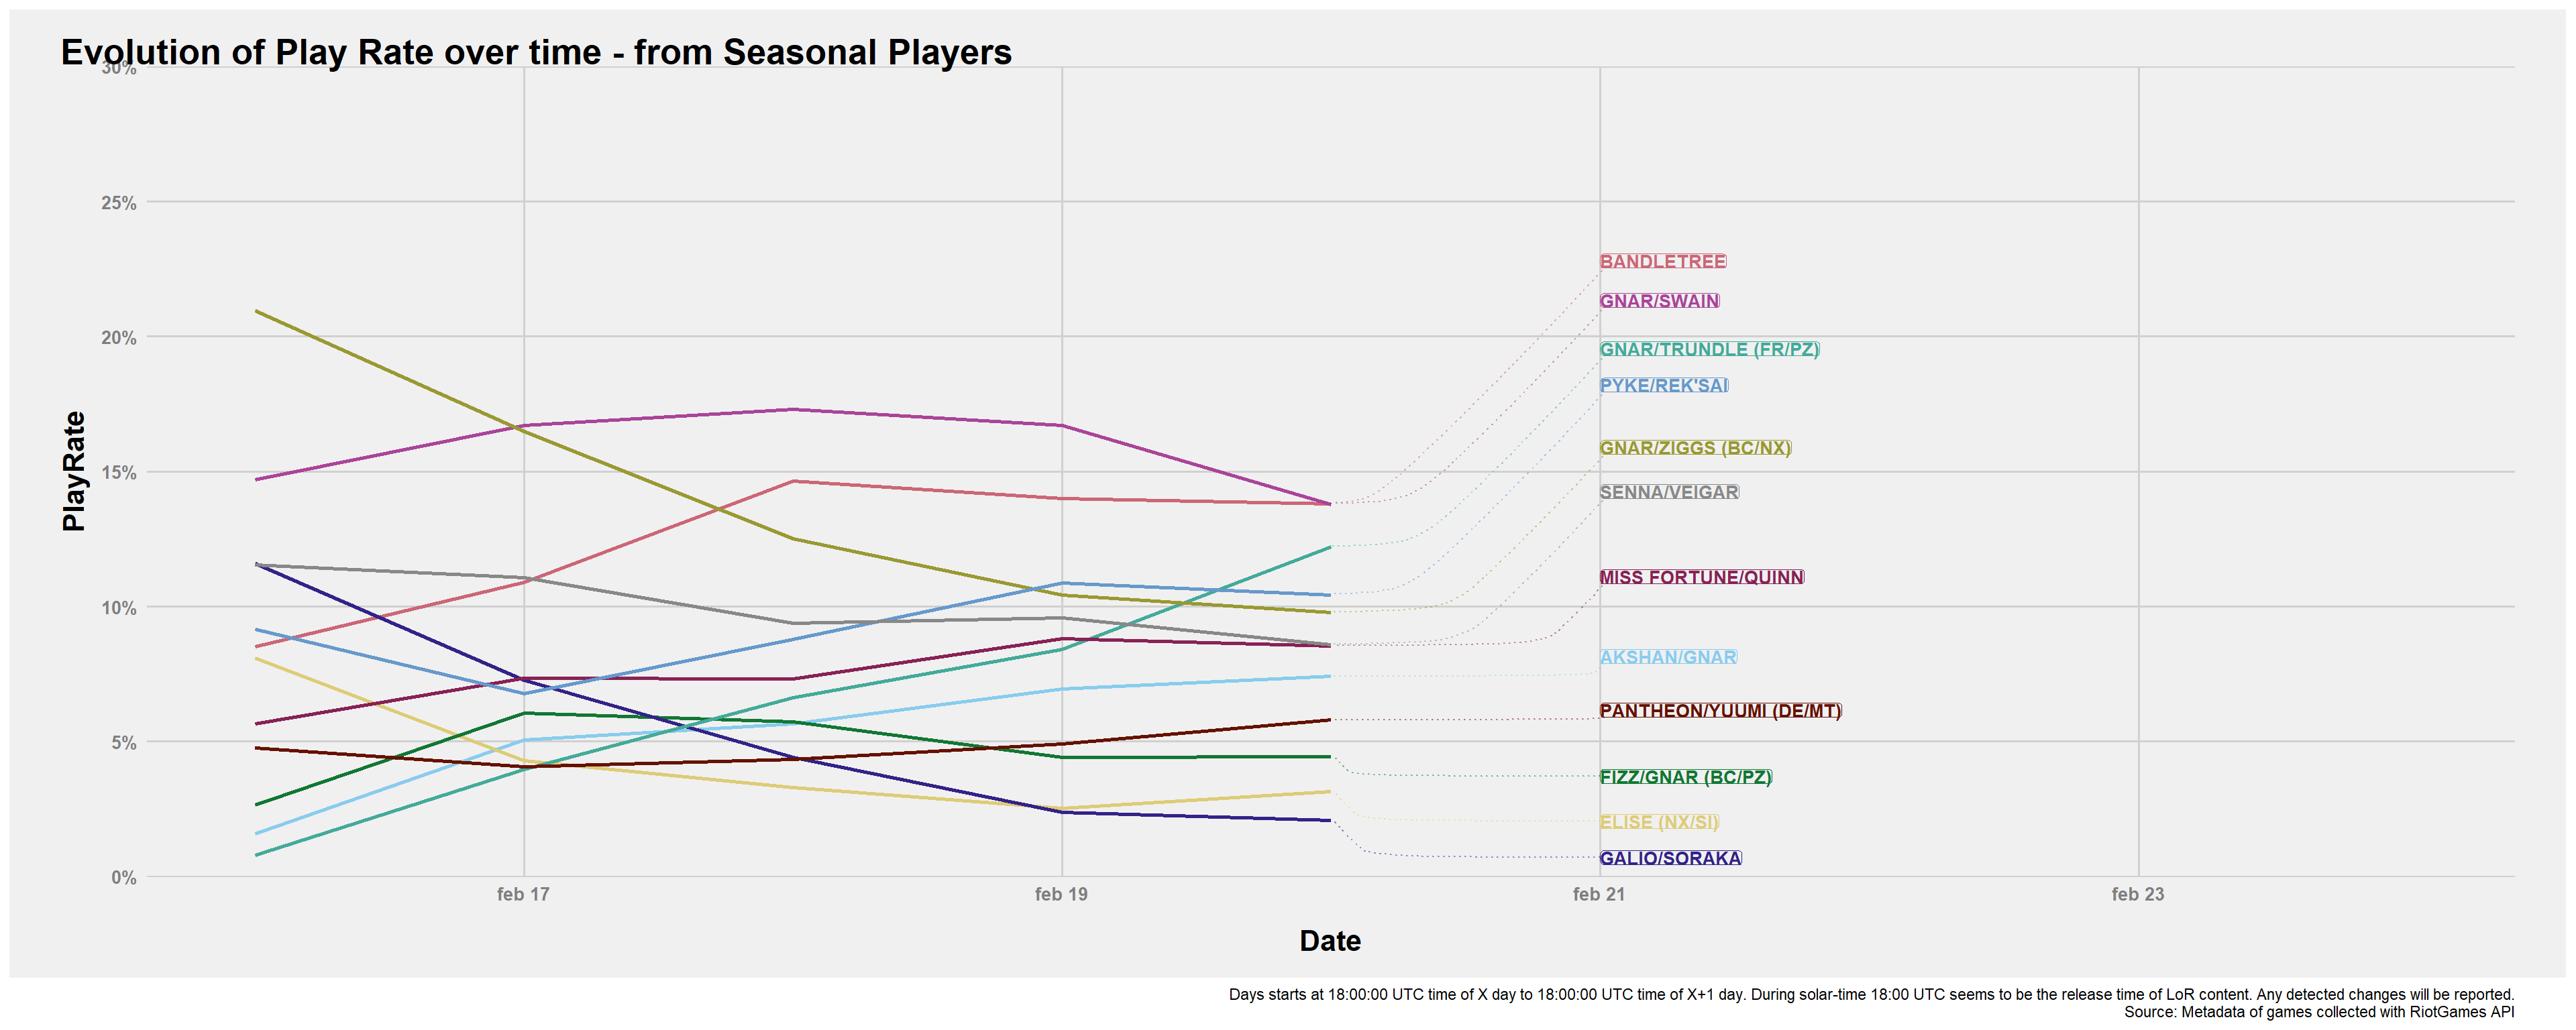 Evolution of Play Rate over time - from Seasonal Players
30%
25%
20%
15%
10%
5%
0%
PlayRate
BANDLETREE
GNAR/SWAIN
GNAR/TRUNDLE (FR/PZ)
PYKE/REK'SAI
GNAR/ZIGGS (BC/NX)
SENNA/VEIGAR
MISS FORTUNE/QUINN
AKSHAN/GNAR
PANTHEON/YUUMI (DE/MT)
FIZZ/GNAR (BC/PZ)
ELISE (NX/SI)
GALIO/SORAKA
feb 17
feb 19
feb 21
feb 23
Date
Days starts at 18:00:00 UTC time of X day to 18:00:00 UTC time of X+1 day. During solar-time 18:00 UTC seems to be the release time of LoR content. Any detected changes will be reported.
Source: Metadata of games collected with RiotGames API